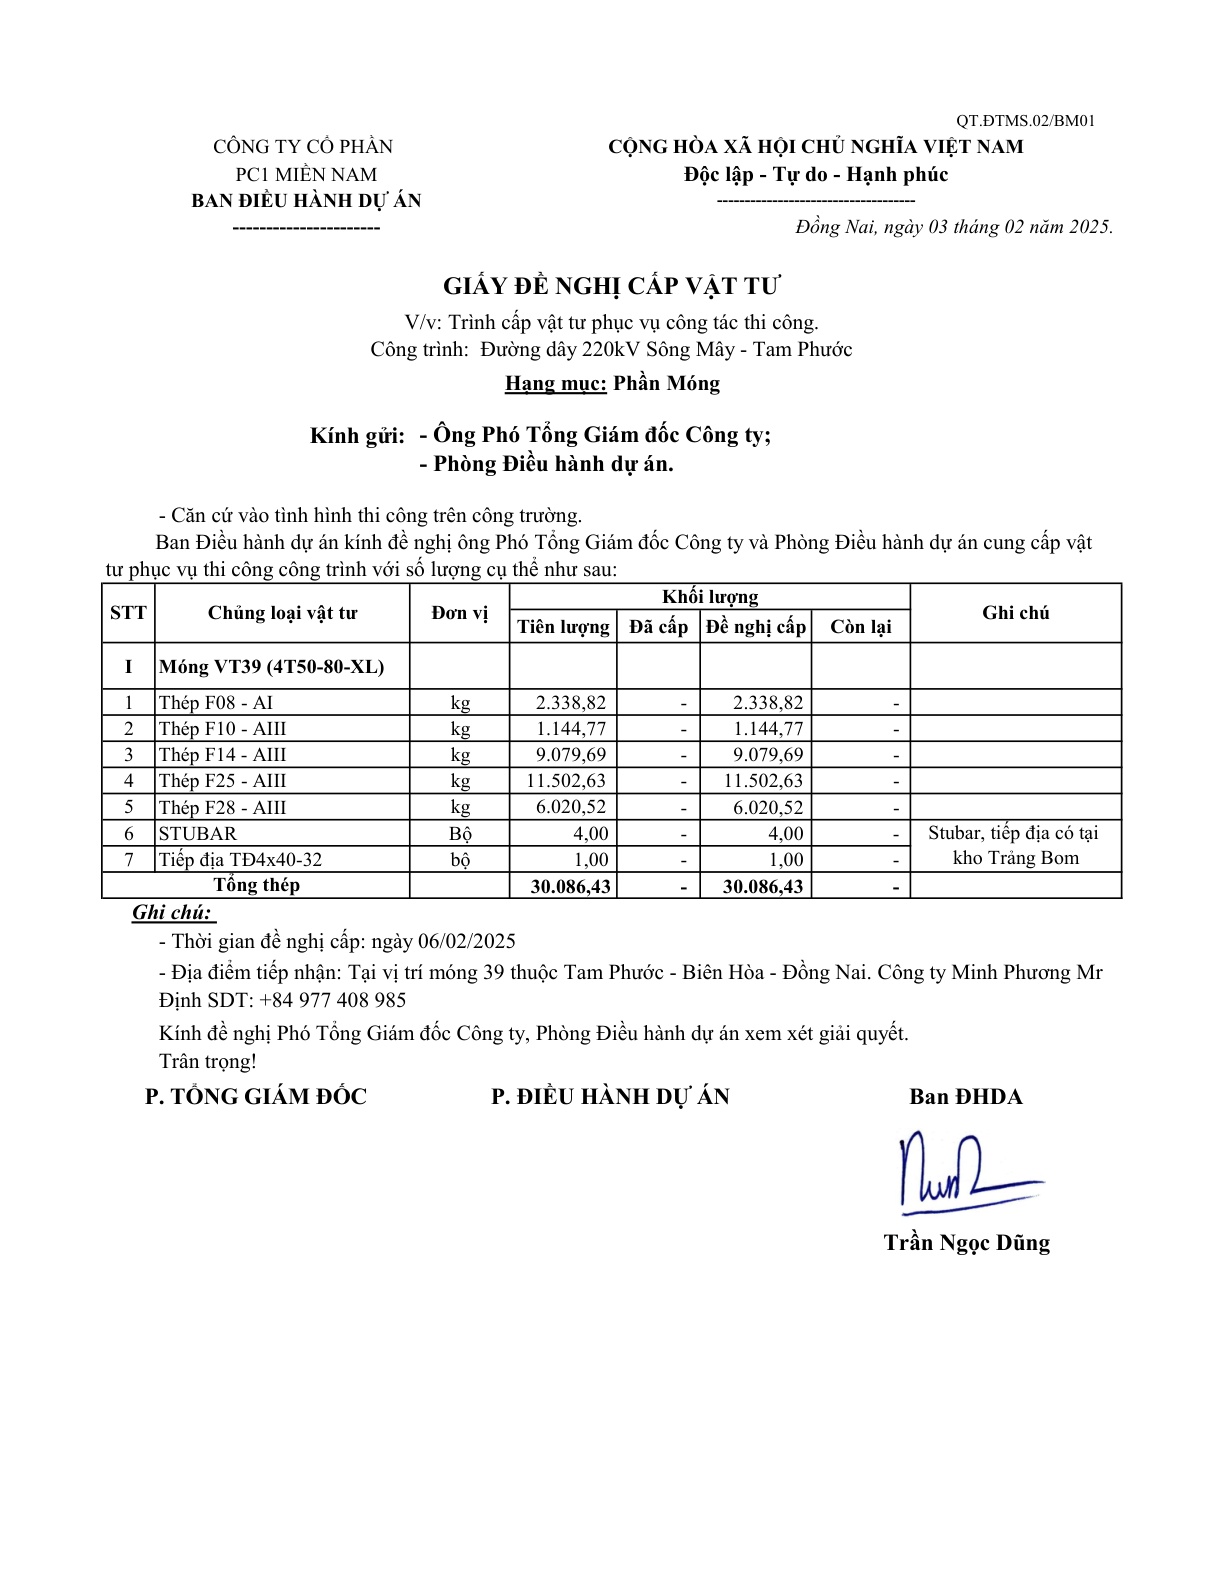 QT.ĐTMS.02/BM01
CÔNG TY CỔ PHẦN
PC1 MIỀN NAM
BAN ĐIỀU HÀNH DỰ ÁN
----------------------
CỘNG HÒA XÃ HỘI CHỦ NGHĨA VIỆT NAM
Độc lập - Tự do - Hạnh phúc
------------------------------------
Đồng Nai, ngày 03 tháng 02 năm 2025.
GIẤY ĐỀ NGHỊ CẤP VẬT TƯ
V/v: Trình cấp vật tư phục vụ công tác thi công.
Công trình: Đường dây 220kV Sông Mây - Tam Phước
Hạng mục: Phần Móng
Kính gửi: - Ông Phó Tổng Giám đốc Công ty;
- Phòng Điều hành dự án.
- Căn cứ vào tình hình thi công trên công trường.
Ban Điều hành dự án kính đề nghị ông Phó Tổng Giám đốc Công ty và Phòng Điều hành dự án cung cấp vật
tư phục vụ thi công công trình với số lượng cụ thể như sau:
STT Chủng loại vật tư Đơn vị Khối lượng Ghi chú
Tiên lượng Đã cấp Đề nghị cấp Còn lại
I Móng VT39 (4T50-80-XL)
1 Thép F08 - AI kg 2.338,82 - 2.338,82 -
2 Thép F10 - AIII kg 1.144,77 - 1.144,77 -
3 Thép F14 - AIII kg 9.079,69 - 9.079,69 -
4 Thép F25 - AIII kg 11.502,63 - 11.502,63 -
5 Thép F28 - AIII kg 6.020,52 - 6.020,52 -
6 STUBAR Bộ 4,00 - 4,00 - Stubar, tiếp địa có tại
7 Tiếp địa TĐ4x40-32 bộ 1,00 - 1,00 - kho Trảng Bom
Tổng thép 30.086,43 - 30.086,43 -
Ghi chú:
- Thời gian đề nghị cấp: ngày 06/02/2025
- Địa điểm tiếp nhận: Tại vị trí móng 39 thuộc Tam Phước - Biên Hòa - Đồng Nai. Công ty Minh Phương Mr
Định SDT: +84 977 408 985
Kính đề nghị Phó Tổng Giám đốc Công ty, Phòng Điều hành dự án xem xét giải quyết.
Trân trọng!
P. TỔNG GIÁM ĐỐC P. ĐIỀU HÀNH DỰ ÁN Ban ĐHDA
Trần Ngọc Dũng